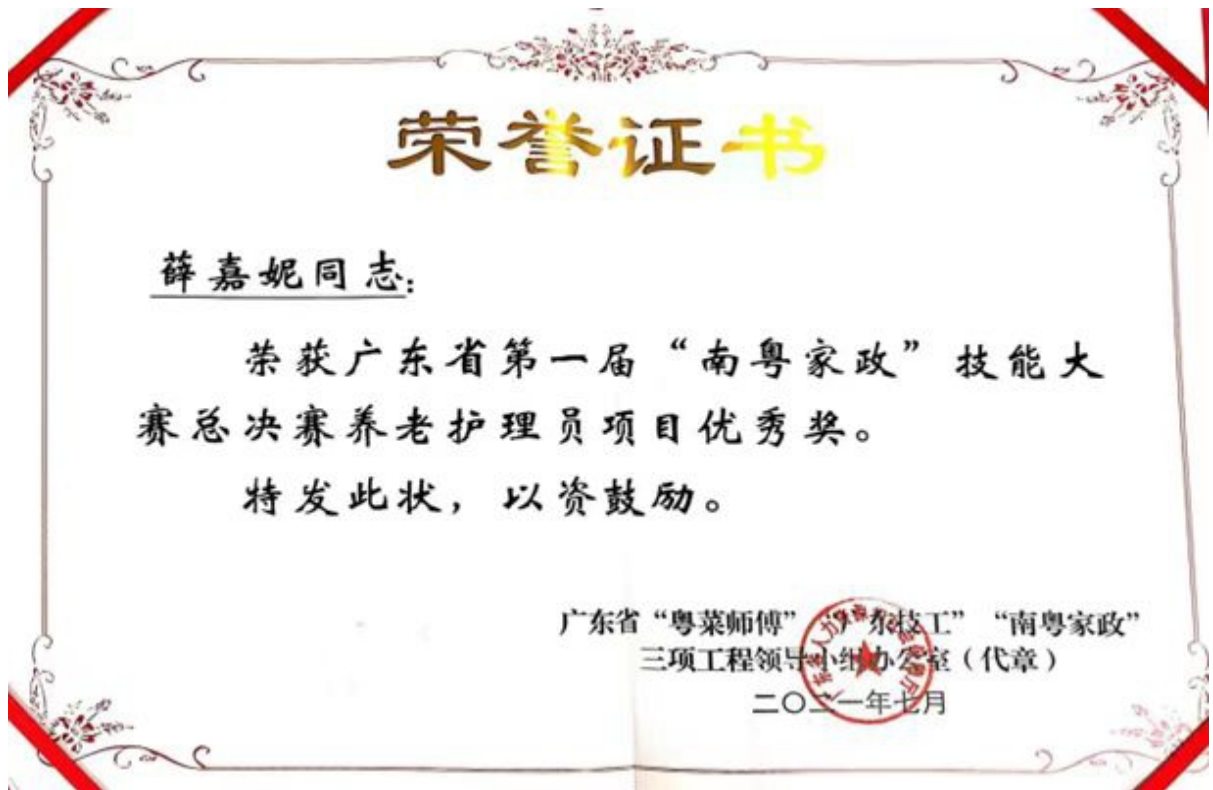 荣誉证书
薛嘉妮同志:
荣获广东省第一届“南粤家政”技能大
赛总决赛养老护理员项目优秀奖。
特发此状,以资鼓励。
广东省“粤菜师傅”“广东技工”“南粤家政”
三项工程领导小组办公室(代章)
二〇二一年七月